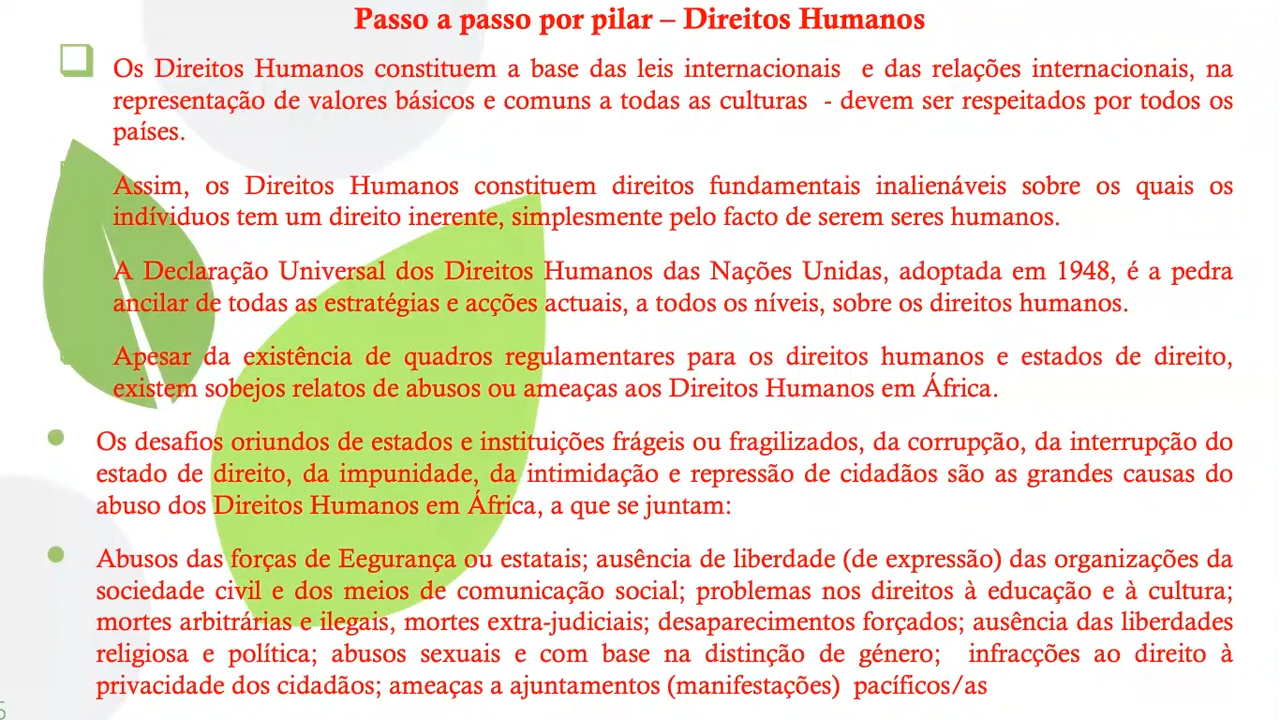 Passo a passo por pilar – Direitos Humanos
Os Direitos Humanos constituem a base das leis internacionais e das relações internacionais, na
representação de valores básicos e comuns a todas as culturas - devem ser respeitados por todos os
países.
Assim, os Direitos Humanos constituem direitos fundamentais inalienáveis sobre os quais os
indíviduos tem um direito inerente, simplesmente pelo facto de serem seres humanos.
A Declaração Universal dos Direitos Humanos das Nações Unidas, adoptada em 1948, é a pedra
ancilar de todas as estratégias e acções actuais, a todos os níveis, sobre os direitos humanos.
Apesar da existência de quadros regulamentares para os direitos humanos e estados de direito,
existem sobejos relatos de abusos ou ameaças aos Direitos Humanos em África.
Os desafios oriundos de estados e instituições frágeis ou fragilizados, da corrupção, da interrupção do
estado de direito, da impunidade, da intimidação e repressão de cidadãos são as grandes causas do
abuso dos Direitos Humanos em África, a que se juntam:
Abusos das forças de Eegurança ou estatais; ausência de liberdade (de expressão) das organizações da
sociedade civil e dos meios de comunicação social; problemas nos direitos à educação e à cultura;
mortes arbitrárias e ilegais, mortes extra-judiciais; desaparecimentos forçados; ausência das liberdades
religiosa e política; abusos sexuais e com base na distinção de género; infracções ao direito à
privacidade dos cidadãos; ameaças a ajuntamentos (manifestações) pacíficos/as